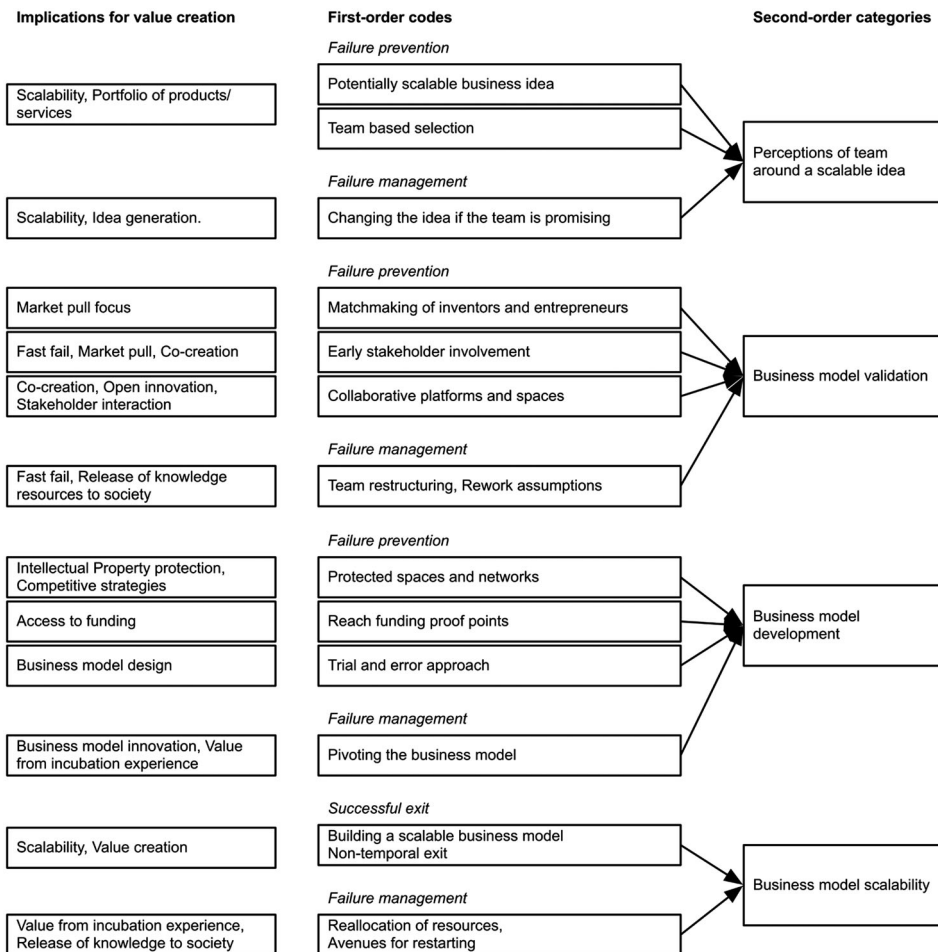 Implications for value creation
First-order codes
Second-order categories
Failure prevention
Scalability, Portfolio of products/
services
Potentially scalable business idea
Team based selection
Perceptions of team
around a scalable idea
Failure management
Scalability, Idea generation.
Changing the idea if the team is promising
Failure prevention
Market pull focus
Matchmaking of inventors and entrepreneurs
Fast fail, Market pull, Co-creation
Early stakeholder involvement
Business model validation
Co-creation, Open innovation,
Stakeholder interaction
Collaborative platforms and spaces
Failure management
Fast fail, Release of knowledge
resources to society
Team restructuring, Rework assumptions
Failure prevention
Intellectual Property protection,
Competitive strategies
Protected spaces and networks
Access to funding
Reach funding proof points
Business model
development
Business model design
Trial and error approach
Failure management
Business model innovation, Value
from incubation experience
Pivoting the business model
Successful exit
Scalability, Value creation
Building a scalable business model
Non-temporal exit
Business model scalability
Failure management
Value from incubation experience,
Release of knowledge to society
Reallocation of resources,
Avenues for restarting